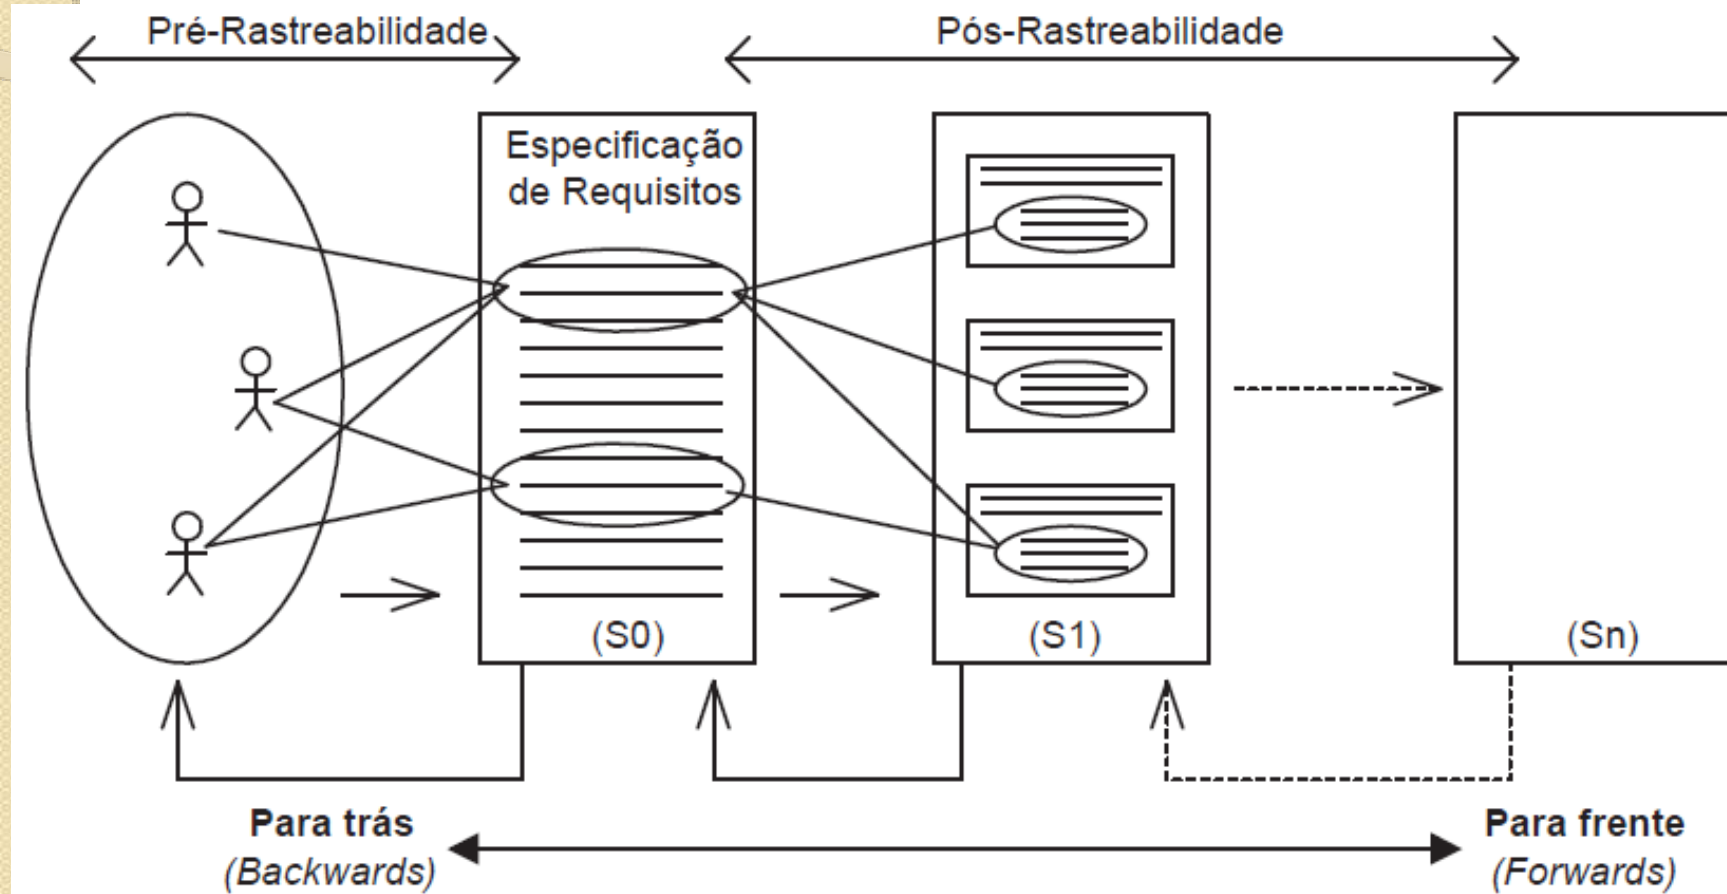 Pré-Rastreabilidade
Pós-Rastreabilidade
Especificação
de Requisitos
(S0)
(S1)
(Sn)
Para trás
(Backwards)
Para frente
(Forwards)